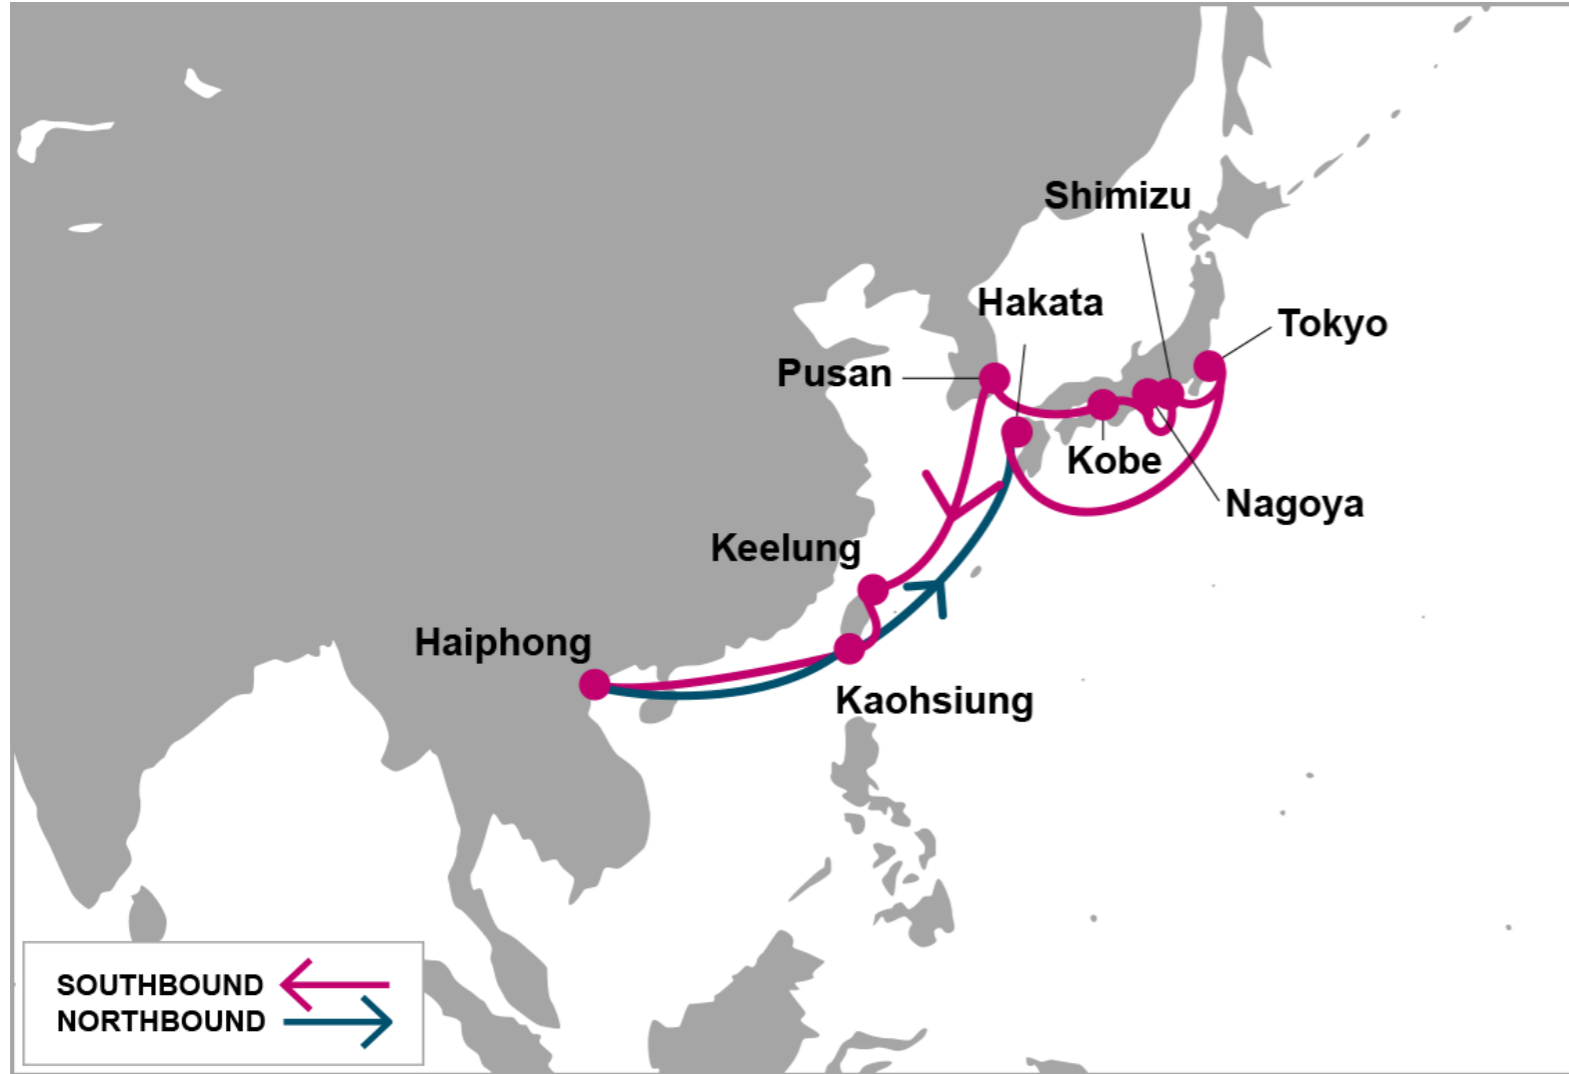 Shimizu
Hakata
Tokyo
Pusan
Kobe
Nagoya
Keelung
Haiphong
Kaohsiung
SOUTHBOUND
NORTHBOUND